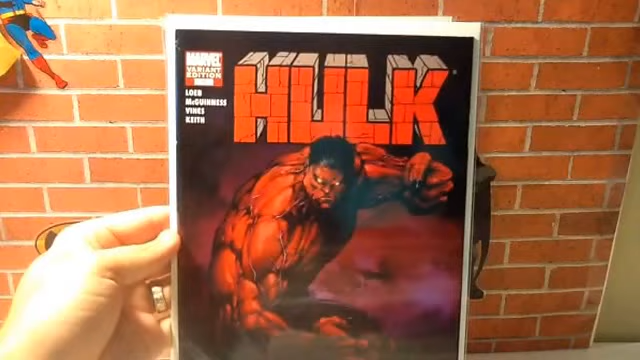 MARVEL
VARIANT
EDITION
HULK
LOEB
McGUINNESS
VINES
KEITH